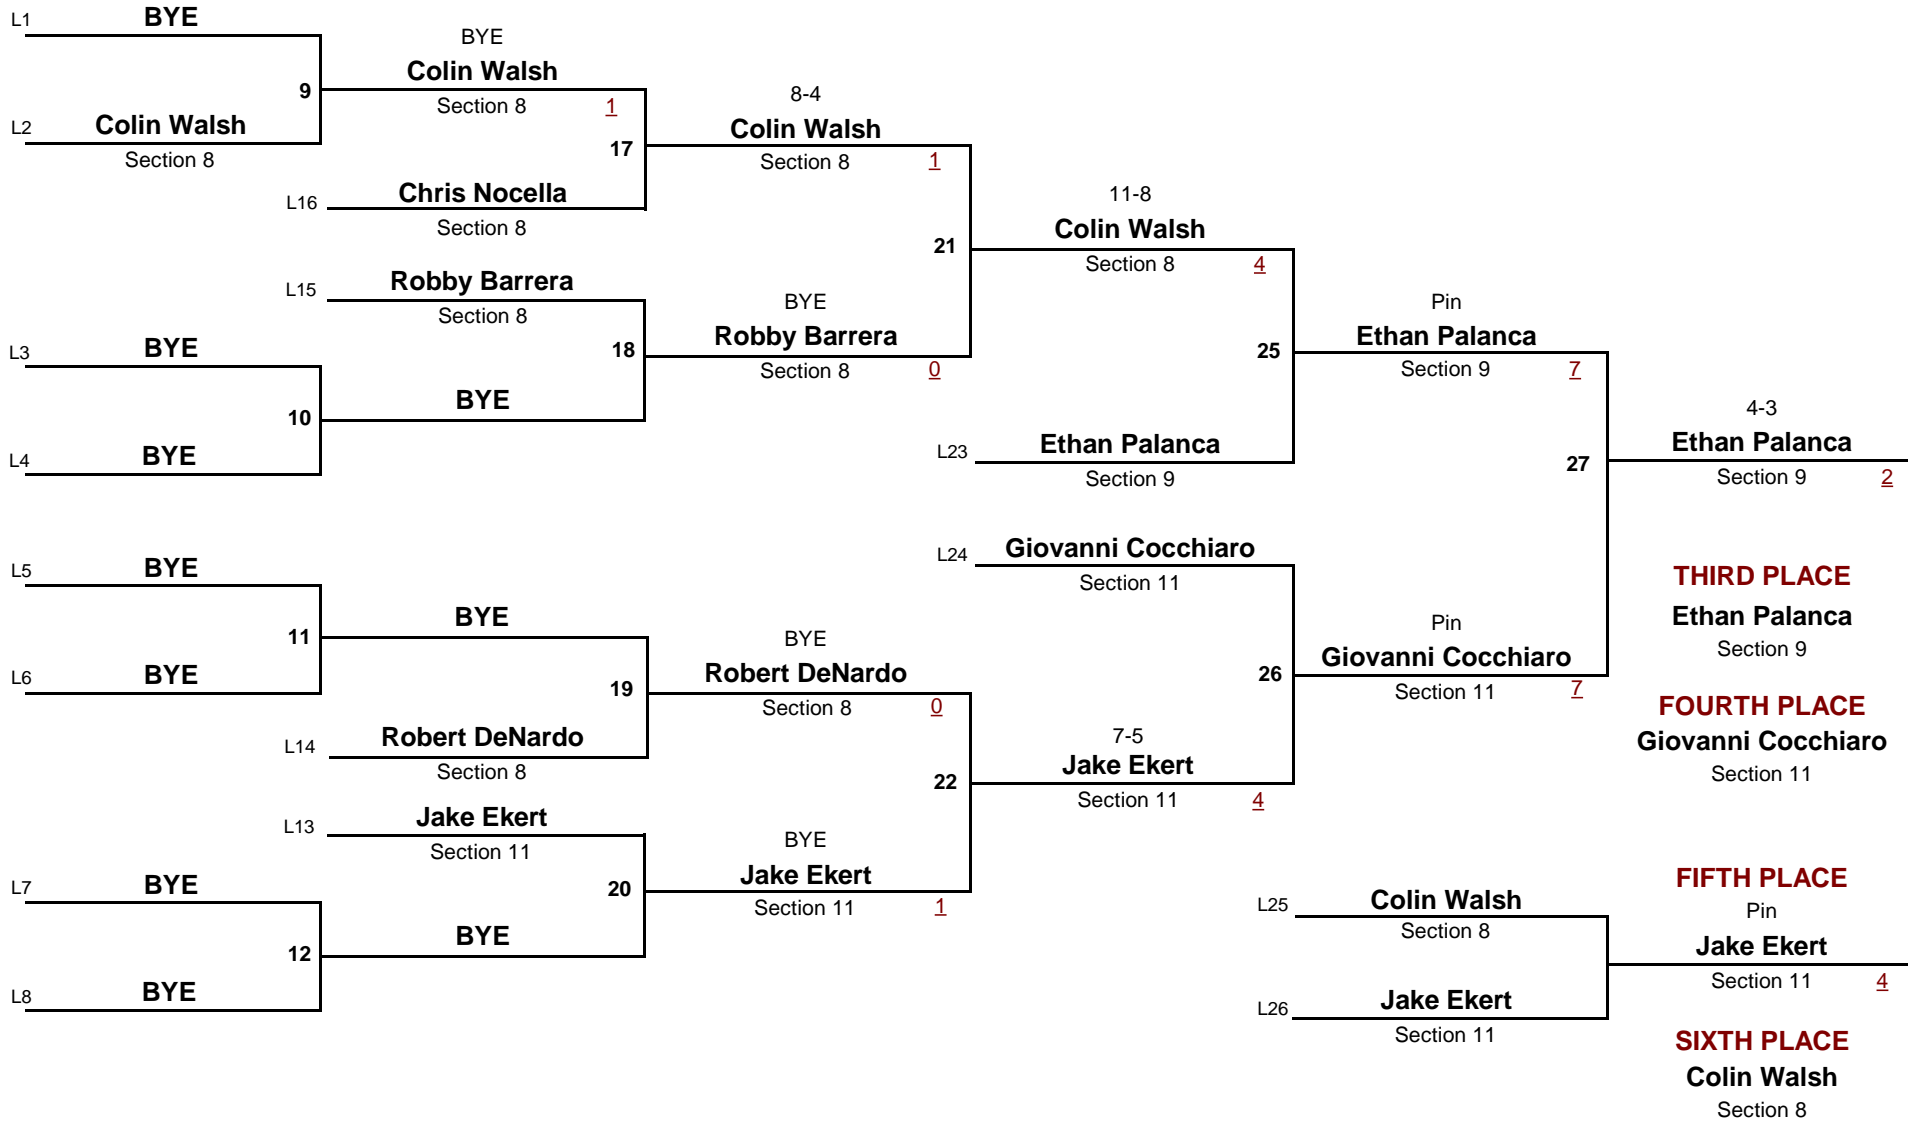 L1 BYE
BYE
Colin Walsh
9
Section 8 1
8-4
L2 Colin Walsh
Section 8
17
Colin Walsh
Section 8 1
L16 Chris Nocella
Section 8
11-8
21
Colin Walsh
Section 8 4
L15 Robby Barrera
Section 8
BYE
Robby Barrera
Section 8 0
L3 BYE
18
10
BYE
L4 BYE
Pin
25
Ethan Palanca
Section 9 7
L23 Ethan Palanca
Section 9
4-3
27
Ethan Palanca
Section 9 2
L5 BYE
11
BYE
L6 BYE
L24 Giovanni Cocchiaro
Section 11
THIRD PLACE
Ethan Palanca
Section 9
BYE
19
Robert DeNardo
Section 8 0
Pin
26
Giovanni Cocchiaro
Section 11 7
FOURTH PLACE
Giovanni Cocchiaro
Section 11
L14 Robert DeNardo
Section 8
7-5
22
Jake Ekert
Section 11 4
L13 Jake Ekert
Section 11
BYE
20
Jake Ekert
Section 11 1
L7 BYE
12
BYE
L8 BYE
L25 Colin Walsh
Section 8
FIFTH PLACE
Pin
Jake Ekert
Section 11 4
L26 Jake Ekert
Section 11
SIXTH PLACE
Colin Walsh
Section 8